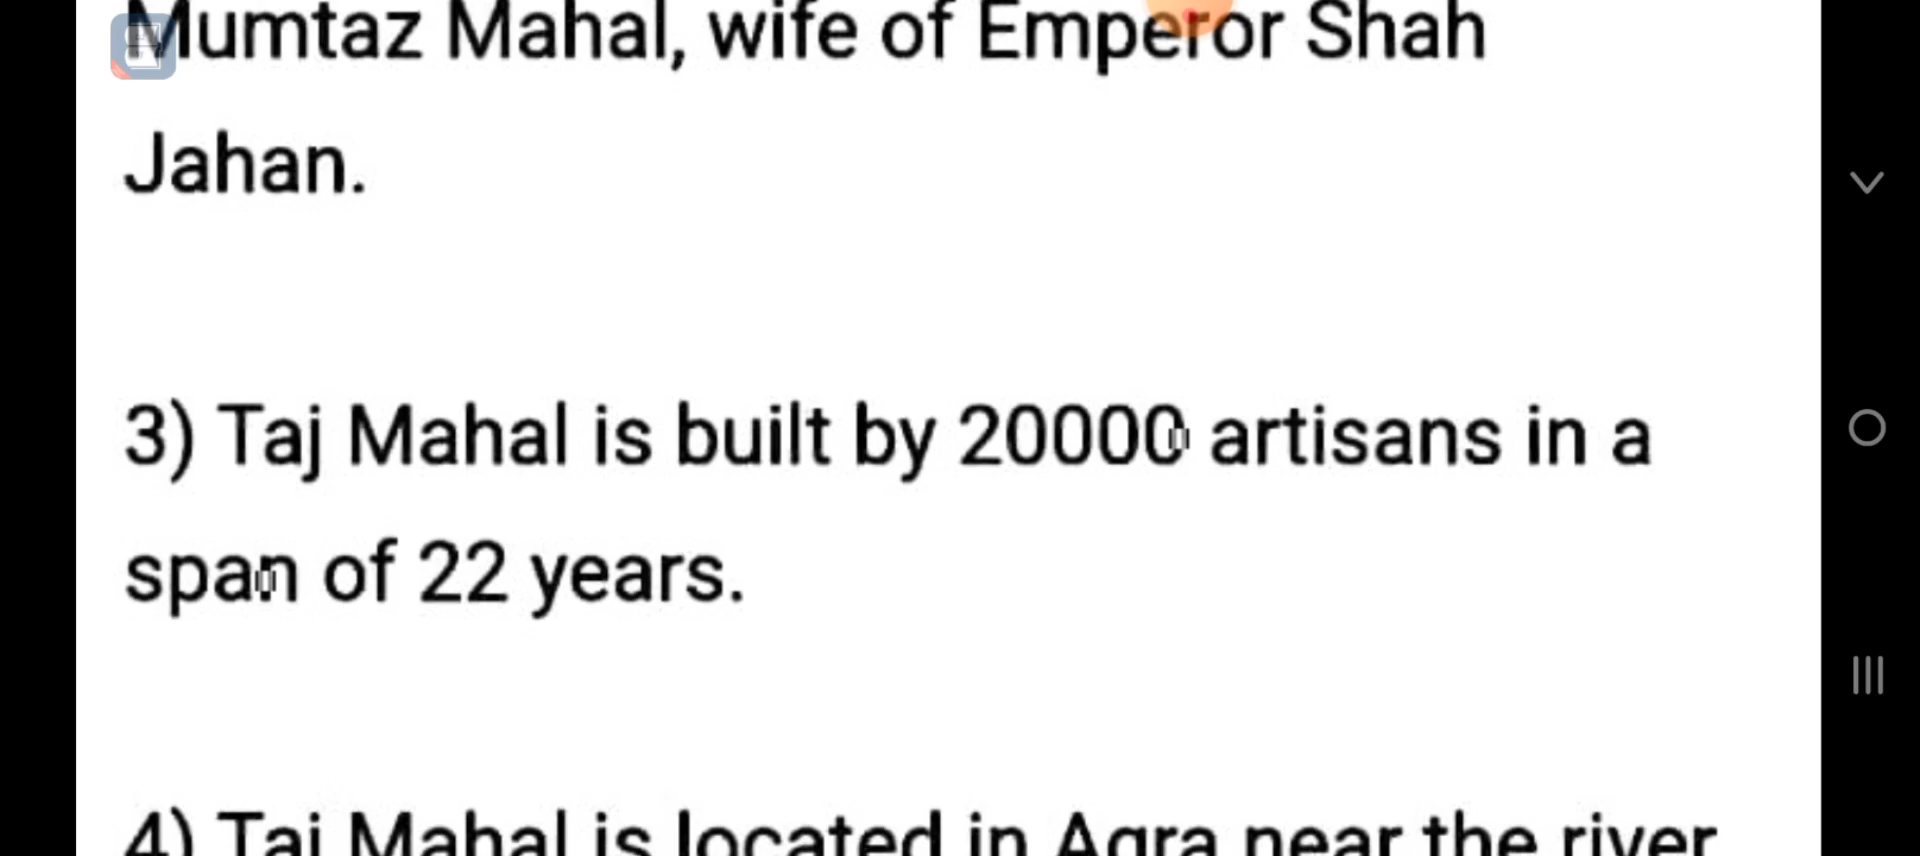 Mumtaz Mahal, wife of Emperor Shah
Jahan.
3) Taj Mahal is built by 20000 artisans in a
span of 22 years.
4) Taj Mahal is located in Agra near the river